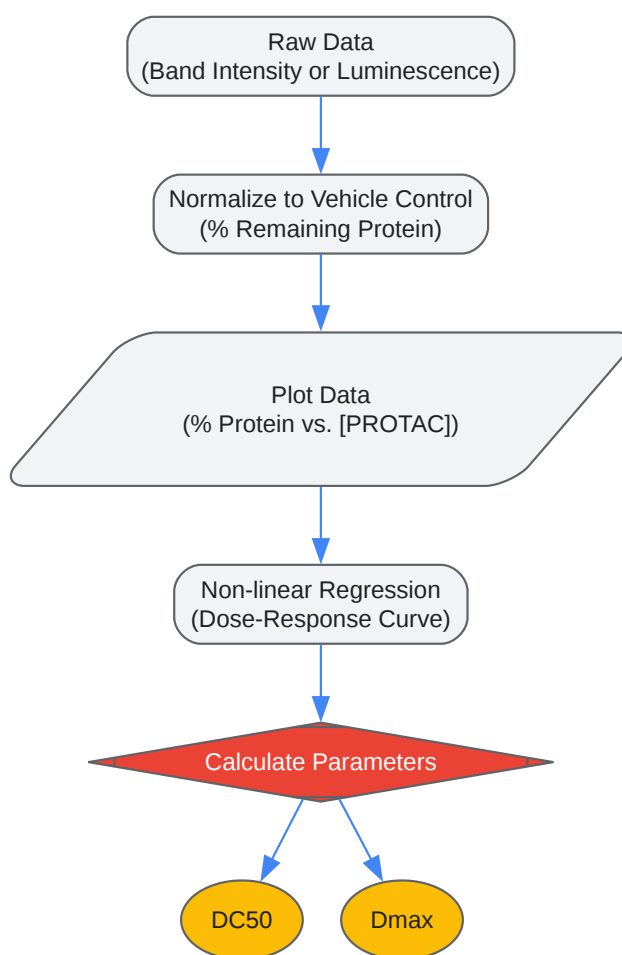 Raw Data
(Band Intensity or Luminescence)
Normalize to Vehicle Control
(% Remaining Protein)
Plot Data
(% Protein vs. [PROTAC])
Non-linear Regression
(Dose-Response Curve)
Calculate Parameters
DC50
Dmax